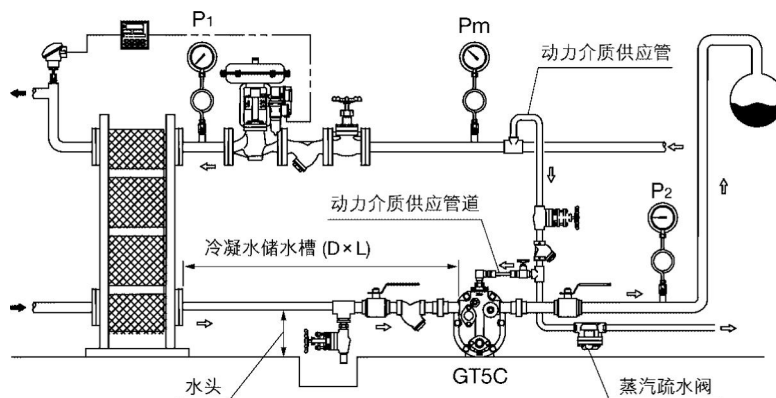 P1
Pm
动力介质供应管
P2
动力介质供应管道
冷凝水储水槽 (D×L)
水头
GT5C
蒸汽疏水阀